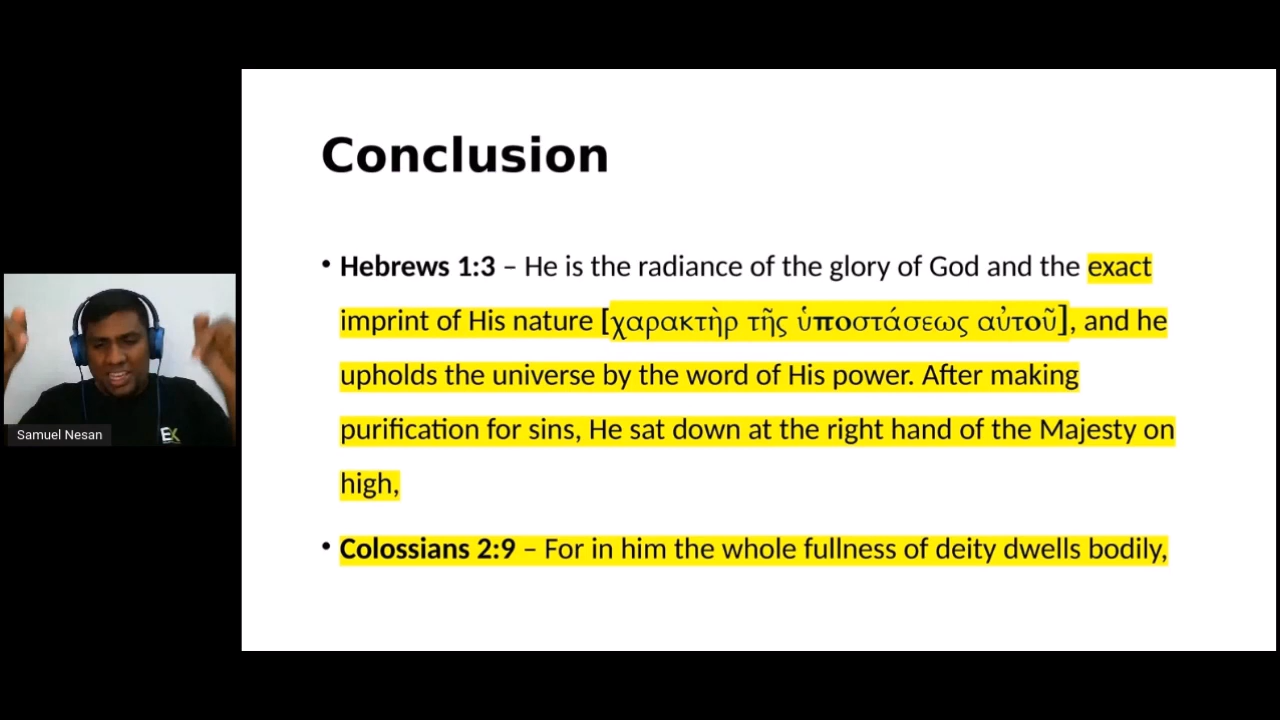 Conclusion
• Hebrews 1:3 – He is the radiance of the glory of God and the exact
imprint of His nature [χαρακτὴρ τῆς ὑποστάσεως αὐτοῦ], and he
upholds the universe by the word of His power. After making
purification for sins, He sat down at the right hand of the Majesty on
high,
• Colossians 2:9 – For in him the whole fullness of deity dwells bodily,
Samuel Nesan
EX